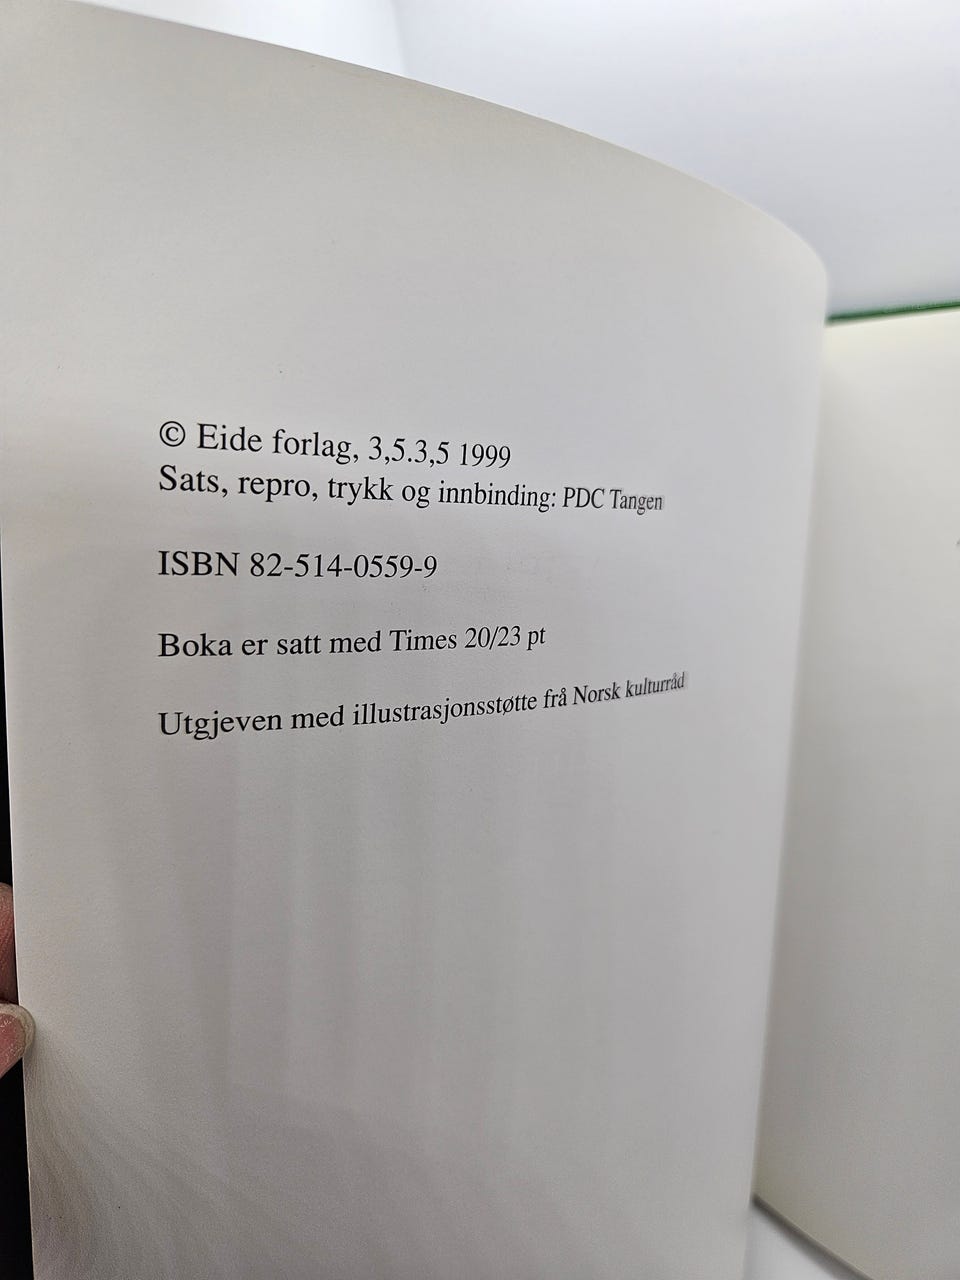 © Eide forlag, 3,5.3,5 1999
Sats, repro, trykk og innbinding: PDC Tangen
ISBN 82-514-0559-9
Boka er satt med Times 20/23 pt
Utgjeven med illustrasjonsstøtte frå Norsk kulturråd